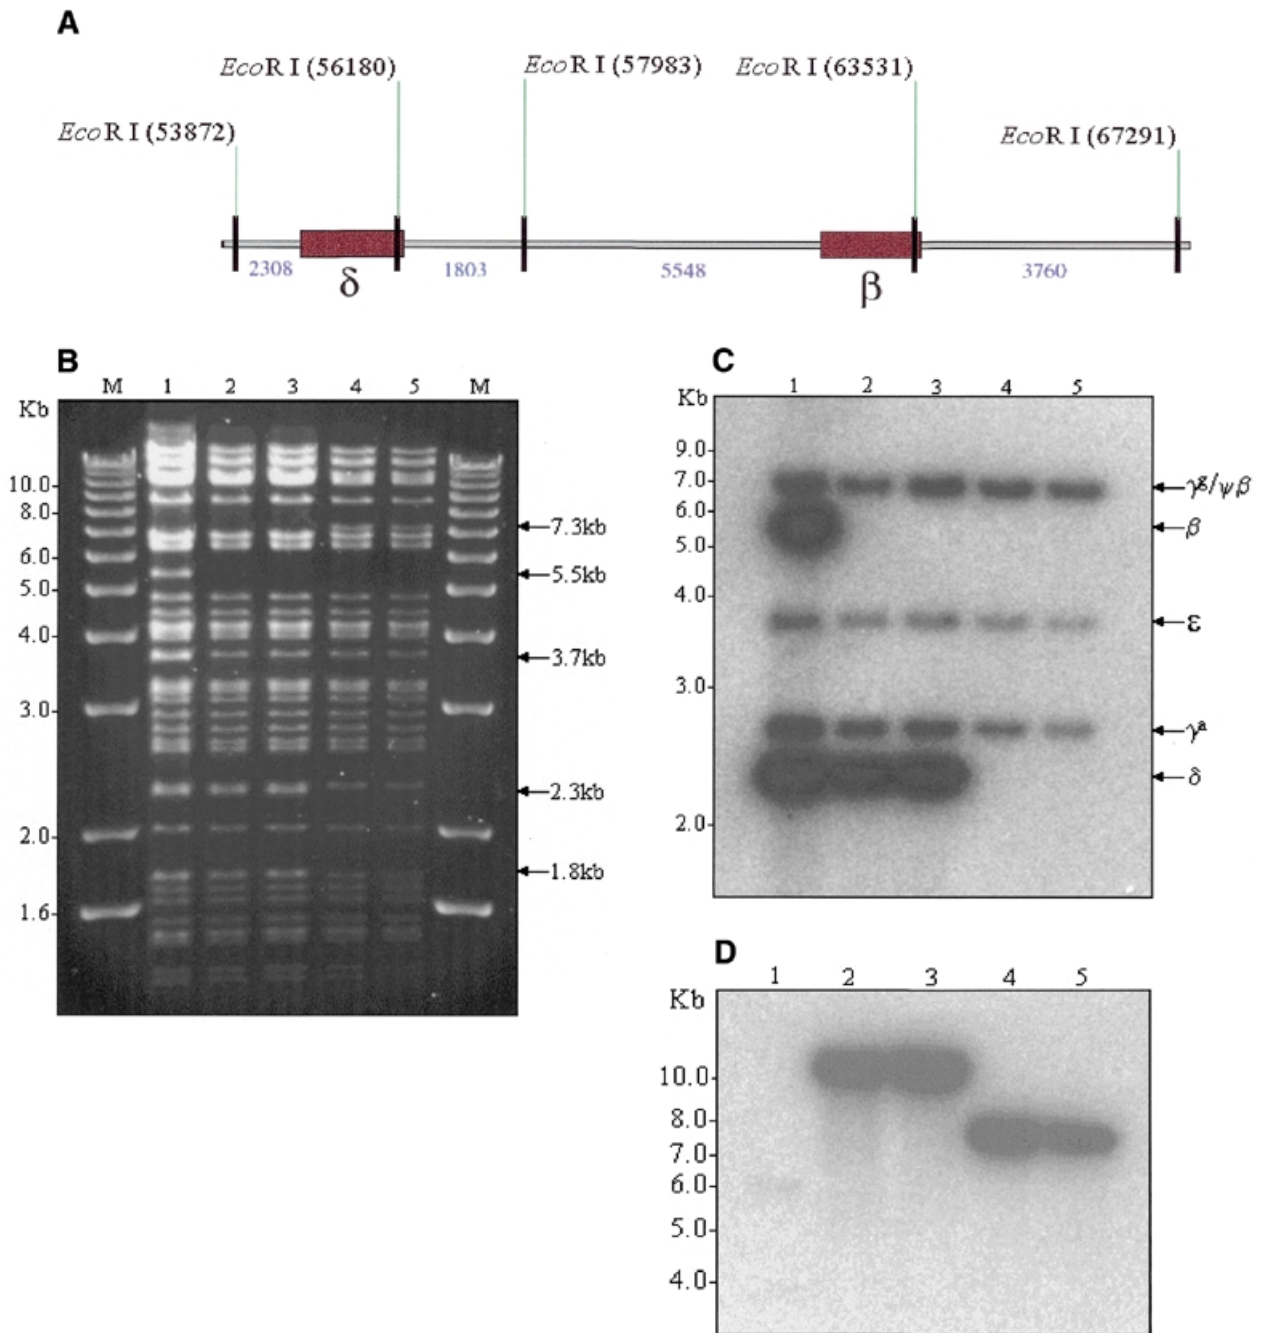 A
EcoR I (56180)
EcoR I (57983)
EcoR I (63531)
EcoR I (53872)
EcoR I (67291)
2308
1803
5548
3760
δ
β
B
M 1 2 3 4 5 M
Kb
10.0
8.0
6.0
5.0
4.0
3.0
2.0
1.6
7.3kb
5.5kb
3.7kb
2.3kb
1.8kb
C
1 2 3 4 5
Kb
9.0
7.0
6.0
5.0
4.0
3.0
2.0
γᵍ/ψβ
β
ε
γᵃ
δ
D
1 2 3 4 5
Kb
10.0
8.0
7.0
6.0
5.0
4.0